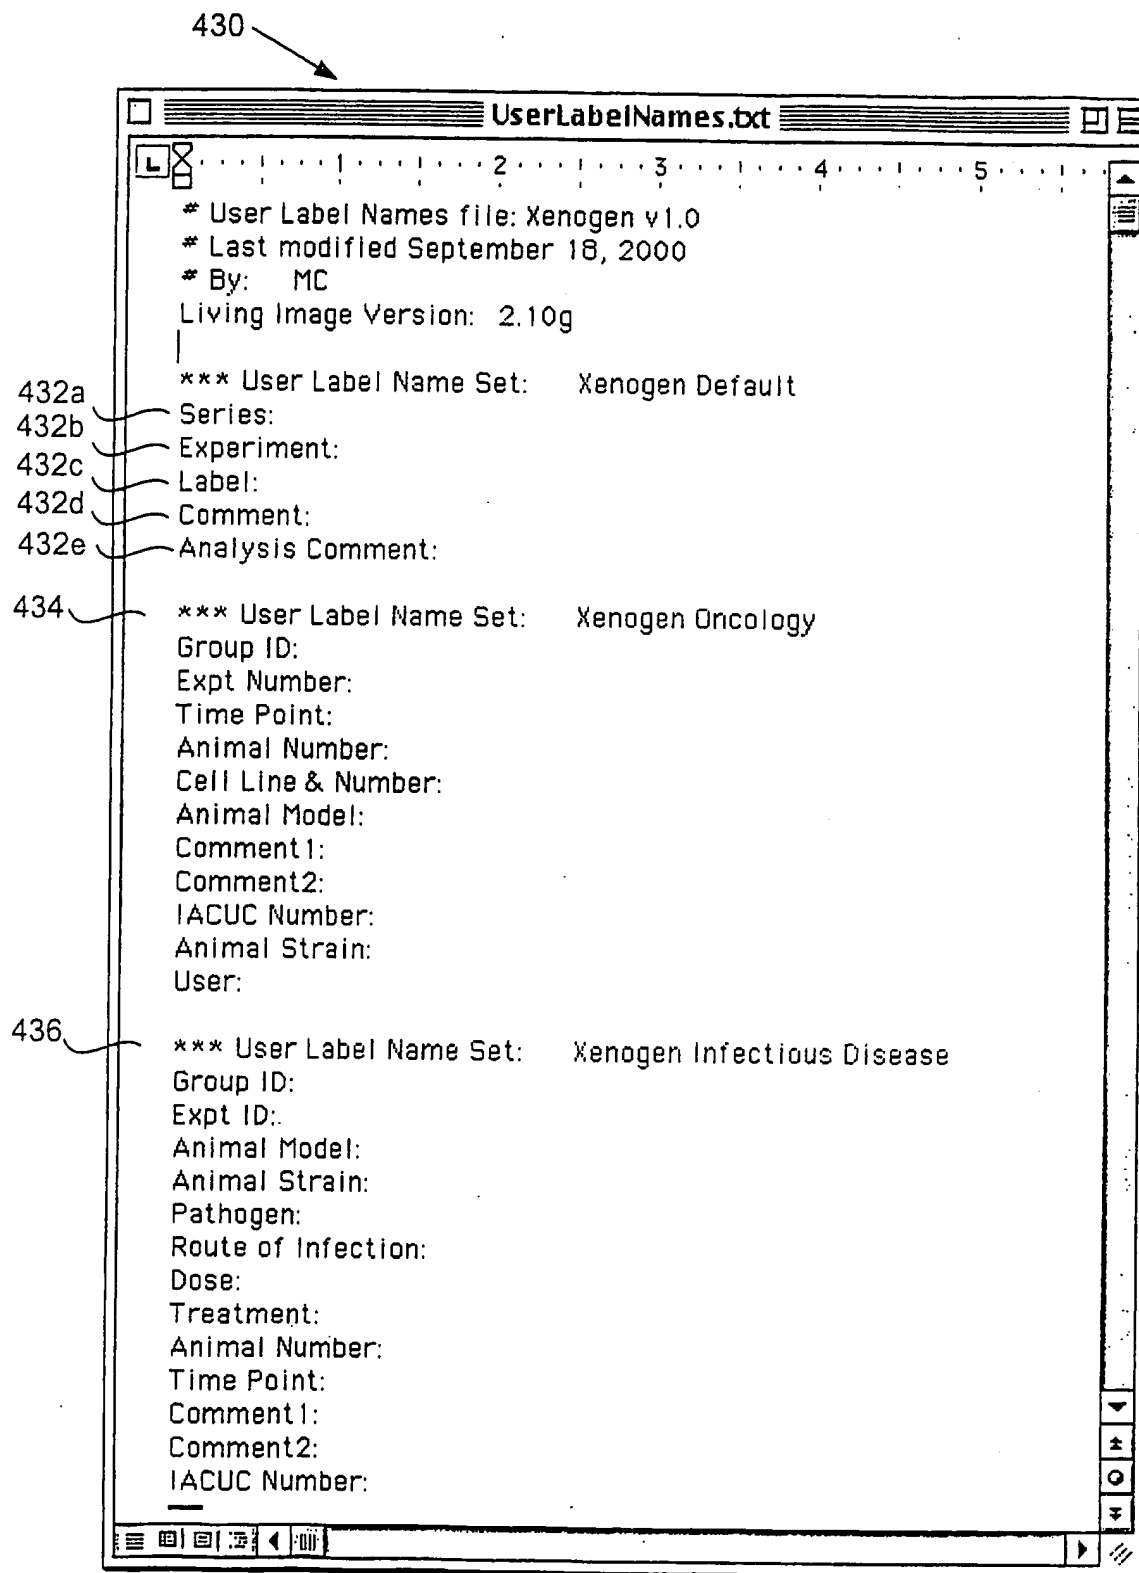 430
UserLabelNames.txt
L 1 2 3 4 5
# User Label Names file: Xenogen v1.0
# Last modified September 18, 2000
# By: MC
Living Image Version: 2.10g
*** User Label Name Set: Xenogen Default
432a Series:
432b Experiment:
432c Label:
432d Comment:
432e Analysis Comment:
434 *** User Label Name Set: Xenogen Oncology
Group ID:
Expt Number:
Time Point:
Animal Number:
Cell Line & Number:
Animal Model:
Comment1:
Comment2:
IACUC Number:
Animal Strain:
User:
436 *** User Label Name Set: Xenogen Infectious Disease
Group ID:
Expt ID:
Animal Model:
Animal Strain:
Pathogen:
Route of Infection:
Dose:
Treatment:
Animal Number:
Time Point:
Comment1:
Comment2:
IACUC Number: